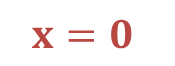 x = 0